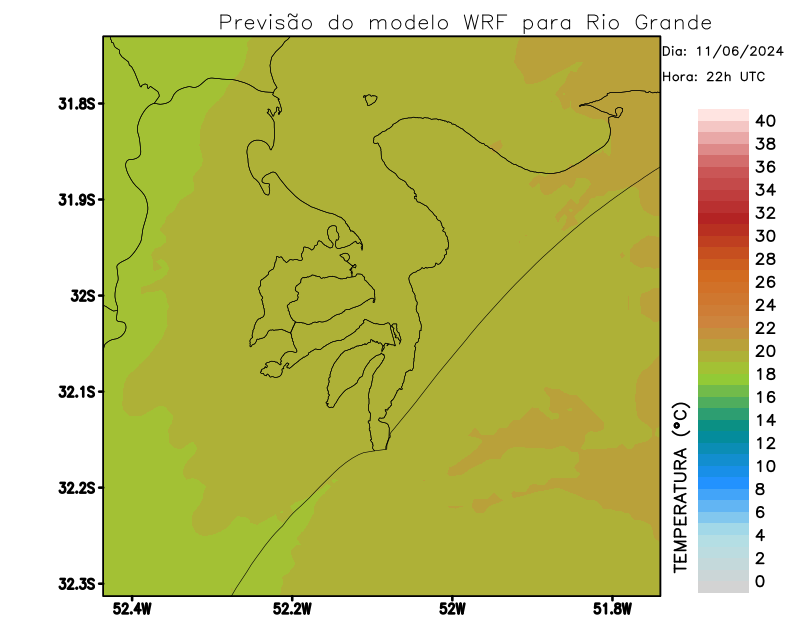 Previsão do modelo WRF para Rio Grande
Dia: 11/06/2024
Hora: 22h UTC
31.8S
31.9S
32S
32.1S
32.2S
32.3S
52.4W
52.2W
52W
51.8W
TEMPERATURA (°C)
40
38
36
34
32
30
28
26
24
22
20
18
16
14
12
10
8
6
4
2
0